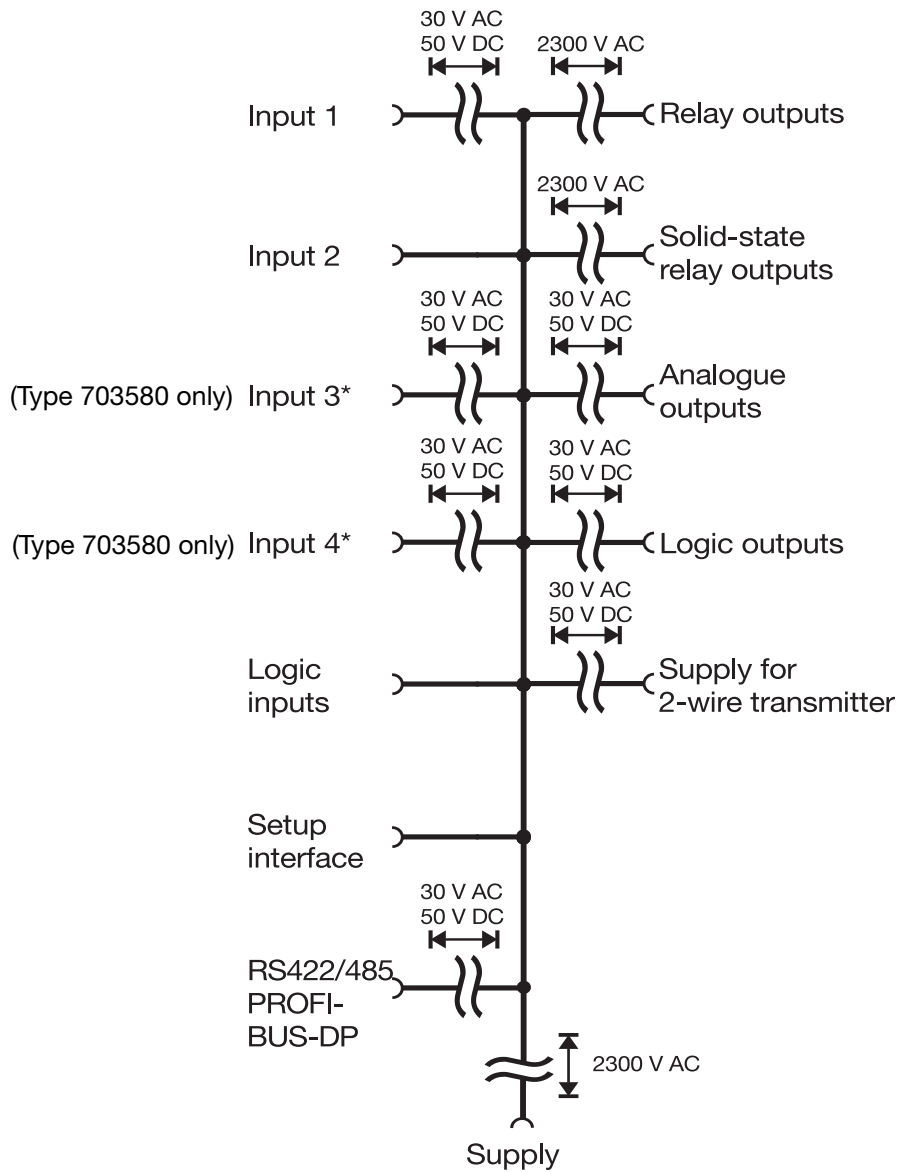 30 V AC
50 V DC
2300 V AC
Input 1
Relay outputs
2300 V AC
Input 2
Solid-state
relay outputs
30 V AC
50 V DC
30 V AC
50 V DC
(Type 703580 only) Input 3*
Analogue
outputs
30 V AC
50 V DC
30 V AC
50 V DC
(Type 703580 only) Input 4*
Logic outputs
30 V AC
50 V DC
Logic
inputs
Supply for
2-wire transmitter
Setup
interface
30 V AC
50 V DC
RS422/485
PROFI-
BUS-DP
2300 V AC
Supply